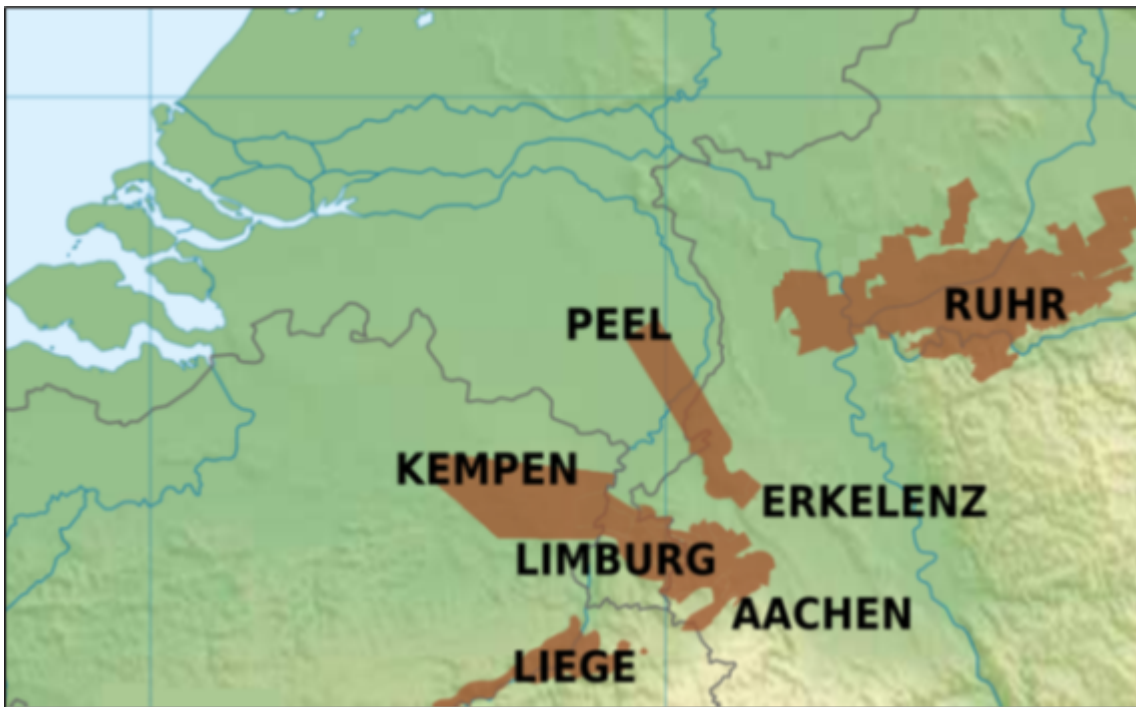 RUHR
PEEL
KEMPEN
ERKELENZ
LIMBURG
AACHEN
LIEGE